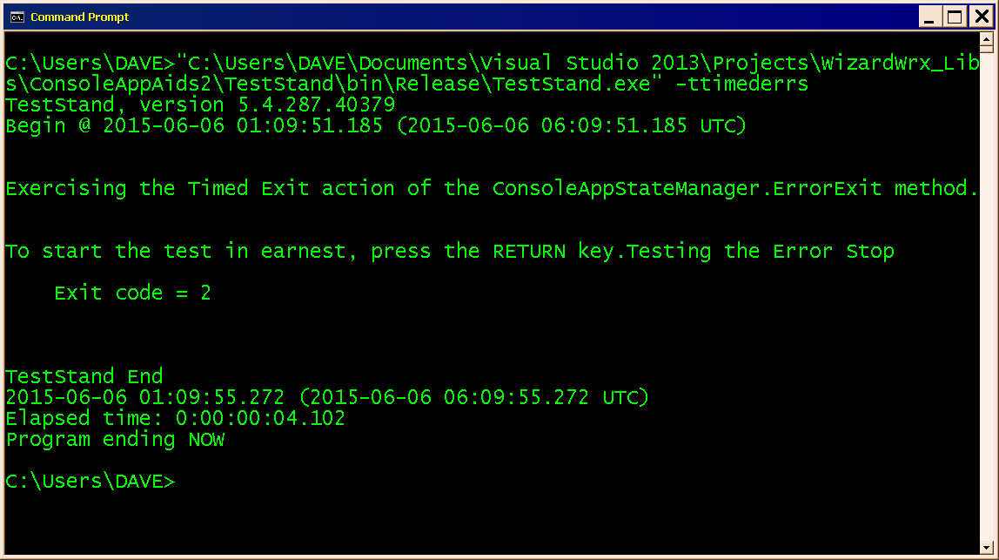 Command Prompt
C:\Users\DAVE>"C:\Users\DAVE\Documents\Visual Studio 2013\Projects\WizardWrx_Lib
s\ConsoleAppAids2\TestStand\bin\Release\TestStand.exe" -ttimederrs
TestStand, version 5.4.287.40379
Begin @ 2015-06-06 01:09:51.185 (2015-06-06 06:09:51.185 UTC)
Exercising the Timed Exit action of the ConsoleAppStateManager.ErrorExit method.
To start the test in earnest, press the RETURN key.Testing the Error Stop
Exit code = 2
TestStand End
2015-06-06 01:09:55.272 (2015-06-06 06:09:55.272 UTC)
Elapsed time: 0:00:00:04.102
Program ending NOW
C:\Users\DAVE>